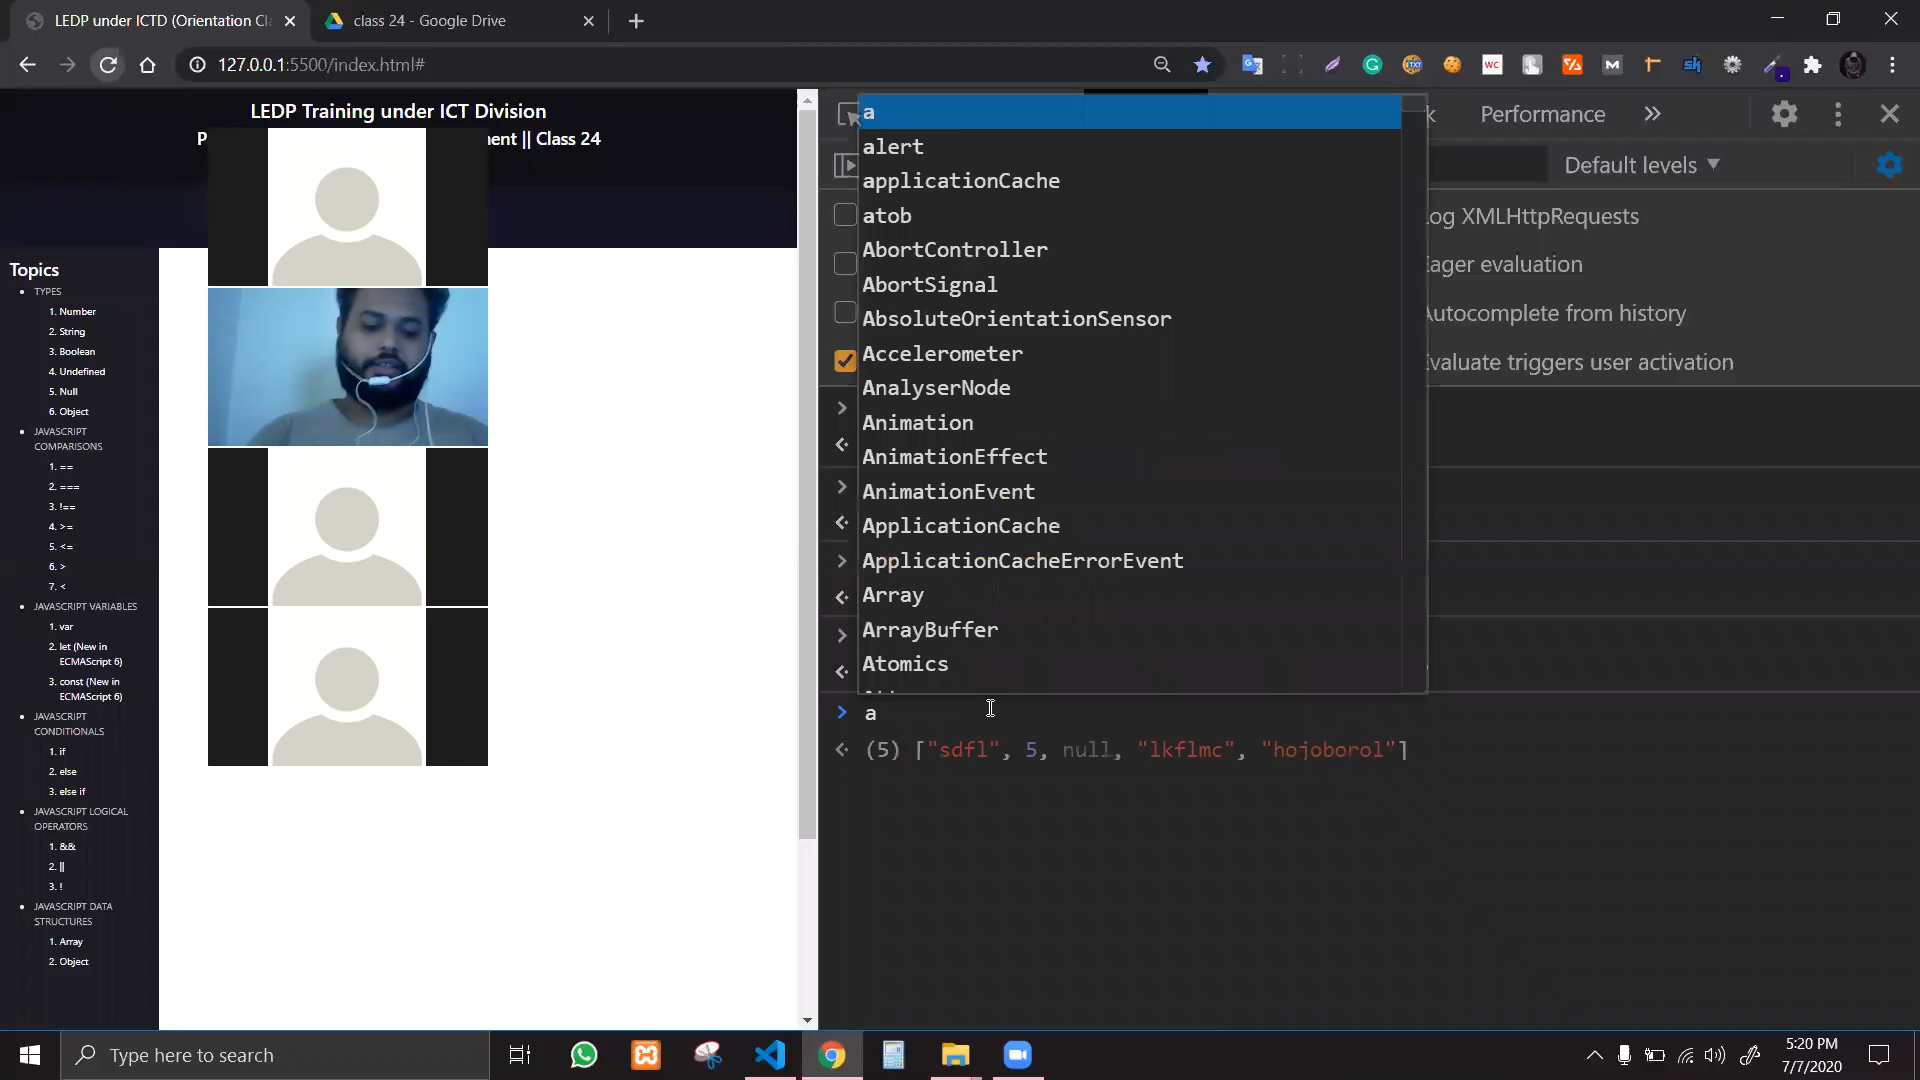 LEDP under ICTD (Orientation Cl
class 24 - Google Drive
127.0.0.1:5500/index.html#
LEDP Training under ICT Division
P
ent || Class 24
Topics
TYPES
1. Number
2. String
3. Boolean
4. Undefined
5. Null
6. Object
JAVASCRIPT
COMPARISONS
1. ==
2. ===
3. !==
4. >=
5. <=
6. >
7. <
JAVASCRIPT VARIABLES
1. var
2. let (New in
ECMAScript 6)
3. const (New in
ECMAScript 6)
JAVASCRIPT
CONDITIONALS
1. if
2. else
3. else if
JAVASCRIPT LOGICAL
OPERATORS
1. &&
2. ||
3. !
JAVASCRIPT DATA
STRUCTURES
1. Array
2. Object
k Performance
Default levels ▼
og XMLHttpRequests
ager evaluation
utocomplete from history
valuate triggers user activation
a
alert
applicationCache
atob
AbortController
AbortSignal
AbsoluteOrientationSensor
Accelerometer
AnalyserNode
Animation
AnimationEffect
AnimationEvent
ApplicationCache
ApplicationCacheErrorEvent
Array
ArrayBuffer
Atomics
> a
(5) ["sdfl", 5, null, "lkflmc", "hojoborol"]
Type here to search
5:20 PM
7/7/2020